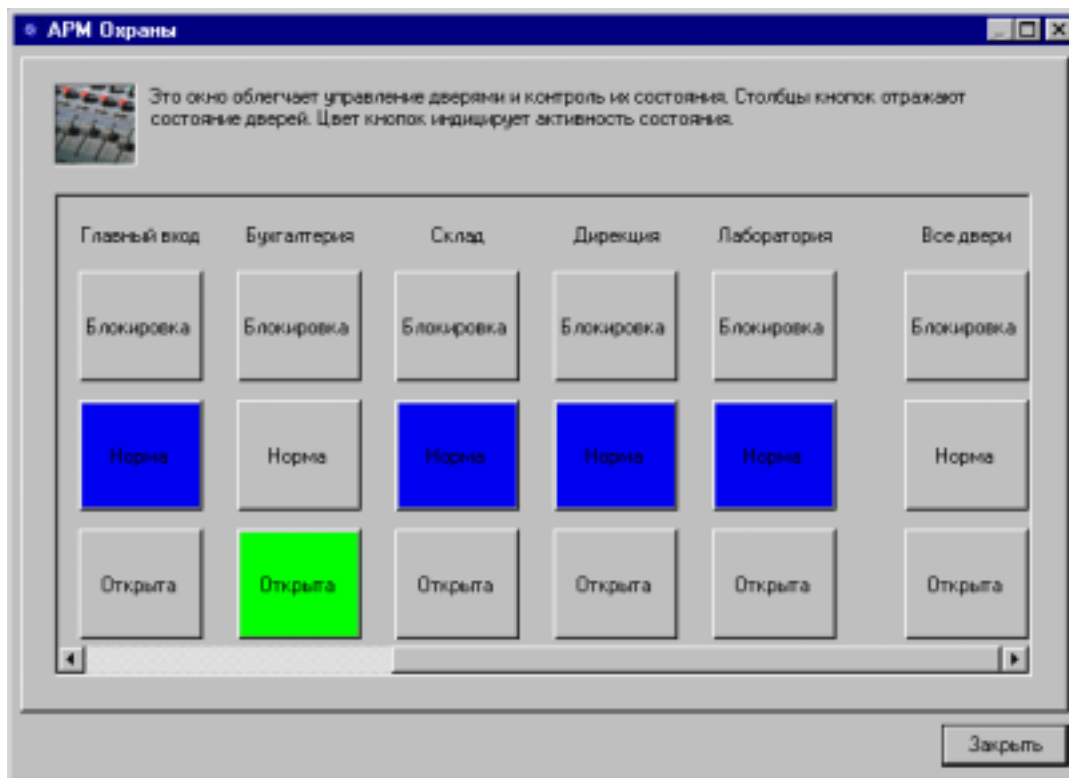 АРМ Охраны
Это окно облегчает управление дверями и контроль их состояния. Столбцы кнопок отражают
состояние дверей. Цвет кнопок индицирует активность состояния.
Главный вход Бухгалтерия Склад Дирекция Лаборатория Все двери
Блокировка Блокировка Блокировка Блокировка Блокировка Блокировка
Норма Норма Норма Норма Норма Норма
Открыта Открыта Открыта Открыта Открыта Открыта
Закрыть